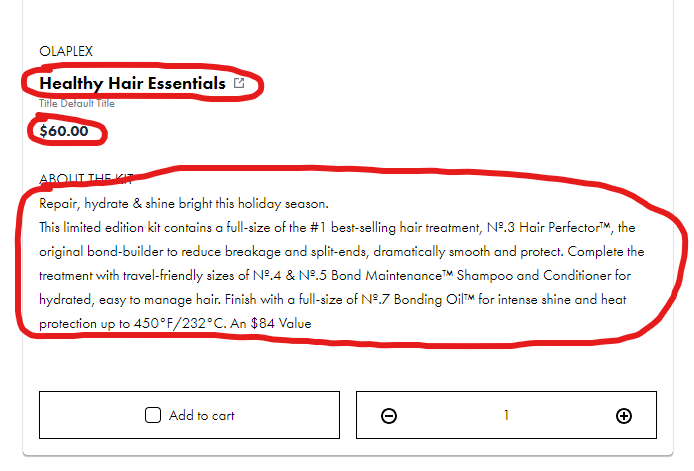 OLAPLEX
Healthy Hair Essentials
Title Default Title
$60.00
ABOUT THE KIT
Repair, hydrate & shine bright this holiday season.
This limited edition kit contains a full-size of the #1 best-selling hair treatment, Nº.3 Hair Perfector™, the
original bond-builder to reduce breakage and split-ends, dramatically smooth and protect. Complete the
treatment with travel-friendly sizes of Nº.4 & Nº.5 Bond Maintenance™ Shampoo and Conditioner for
hydrated, easy to manage hair. Finish with a full-size of Nº.7 Bonding Oil™ for intense shine and heat
protection up to 450°F/232°C. An $84 Value
Add to cart
1